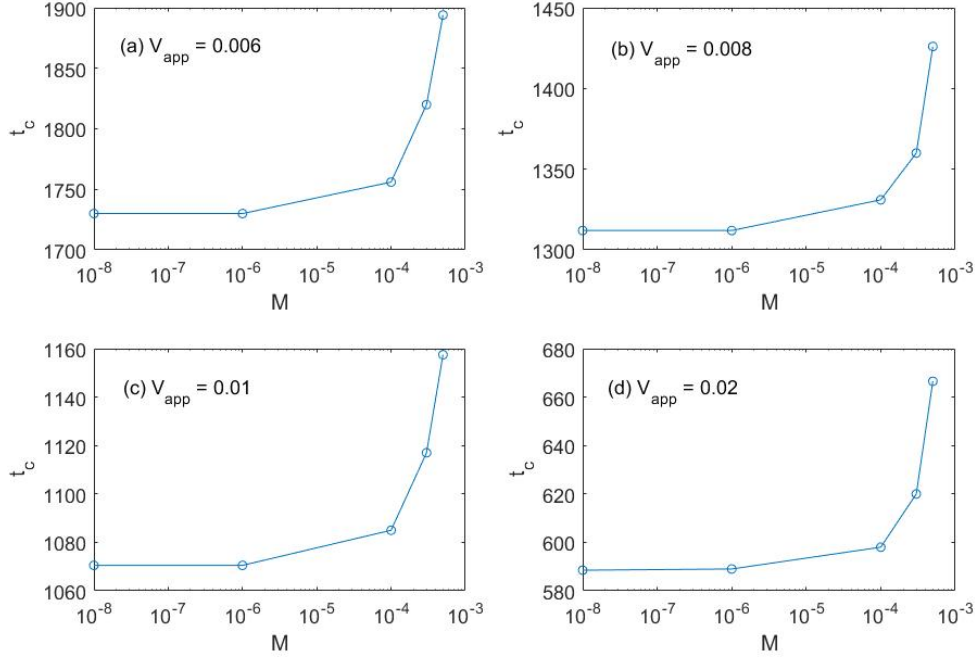 (a) V_app = 0.006
1900
1850
1800
1750
1700
t_c
10^-8 10^-7 10^-6 10^-5 10^-4 10^-3
M
(b) V_app = 0.008
1450
1400
1350
1300
t_c
10^-8 10^-7 10^-6 10^-5 10^-4 10^-3
M
(c) V_app = 0.01
1160
1140
1120
1100
1080
1060
t_c
10^-8 10^-7 10^-6 10^-5 10^-4 10^-3
M
(d) V_app = 0.02
680
660
640
620
600
580
t_c
10^-8 10^-7 10^-6 10^-5 10^-4 10^-3
M